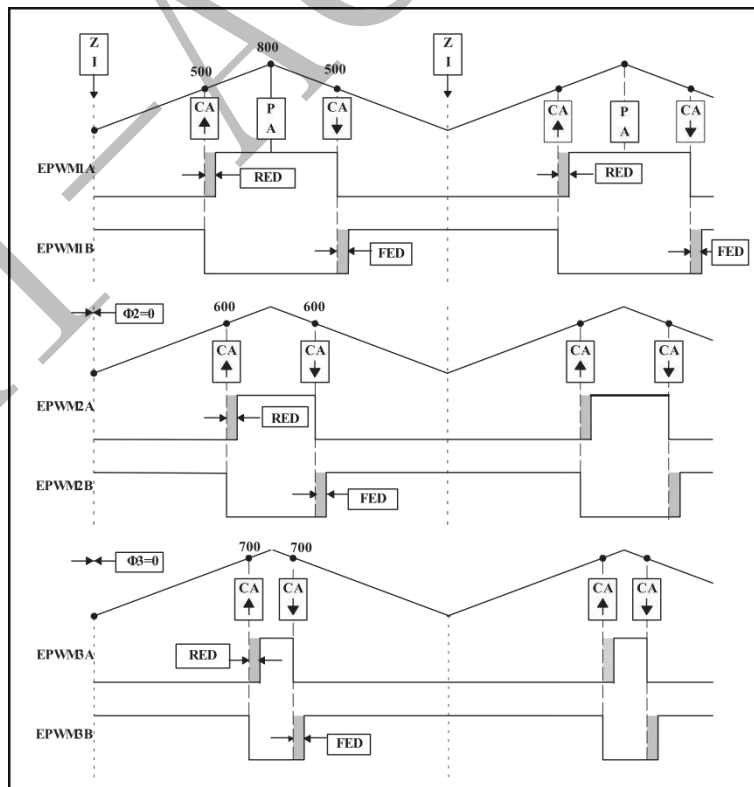 Z I Z I
800
500 500
CA P A CA CA P A CA
EPWM1A
RED RED
EPWM1B
FED FED
Φ2=0
600 600
CA CA CA CA
EPWM2A
RED
EPWM2B
FED
Φ3=0
700 700
CA CA CA CA
EPWM3A
RED
EPWM3B
FED